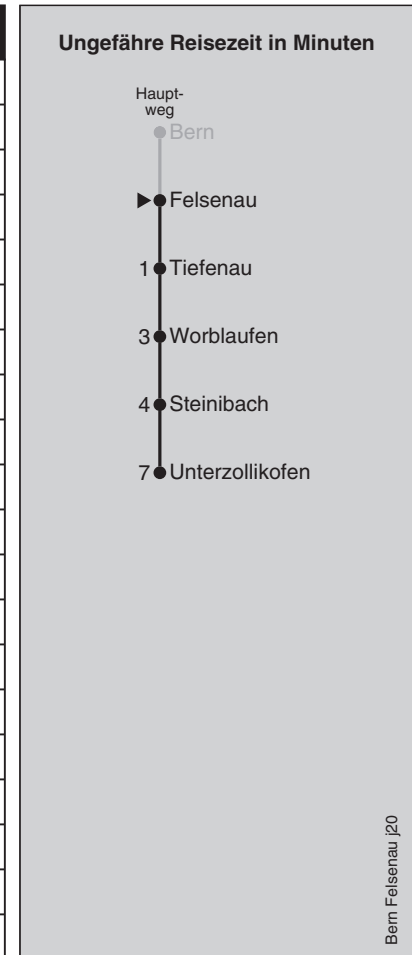 Ungefähre Reisezeit in Minuten
Haupt-
weg
Bern
Felsenau
1 Tiefenau
3 Worblaufen
4 Steinibach
7 Unterzollikofen
Bern Felsenau j20